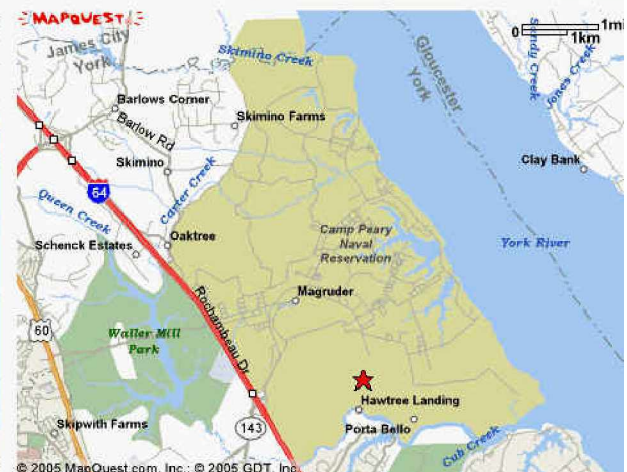 MAPQUEST
James City
York
Skimino Creek
Gloucester
York
Sandy Creek
Jones Creek
0
1mi
1km
Barlows Corner
Barlow Rd
Skimino Farms
Skimino
Clay Bank
64
Carter Creek
Queen Creek
Schenck Estates
Oaktree
Camp Peary
Naval
Reservation
York River
Magruder
Rochambeau Dr
60
Waller Mill
Park
Hawtree Landing
Porta Bello
143
Skipwith Farms
Cub Creek
© 2005 MapQuest.com, Inc.; © 2005 GDT, Inc.